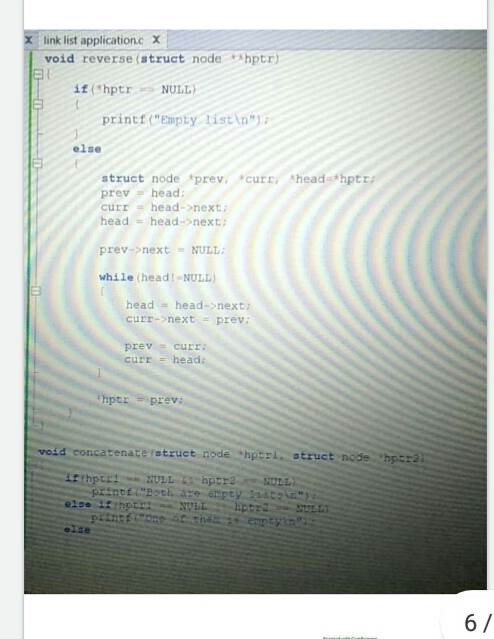 X link list application.c X
void reverse(struct node **hptr)
{
if(*hptr == NULL)
{
printf("Empty list\n");
}
else
{
struct node *prev, *curr, *head=*hptr;
prev = head;
curr = head->next;
head = head->next;
prev->next = NULL;
while(head!=NULL)
{
head = head->next;
curr->next = prev;
prev = curr;
curr = head;
}
*hptr = prev;
}
}
void concatenate(struct node *hptr1, struct node *hptr2)
if(hptr1 == NULL && hptr2 == NULL)
printf("Both are empty lists\n");
else if(hptr1 == NULL || hptr2 == NULL)
printf("One of them is empty\n");
else
6 /